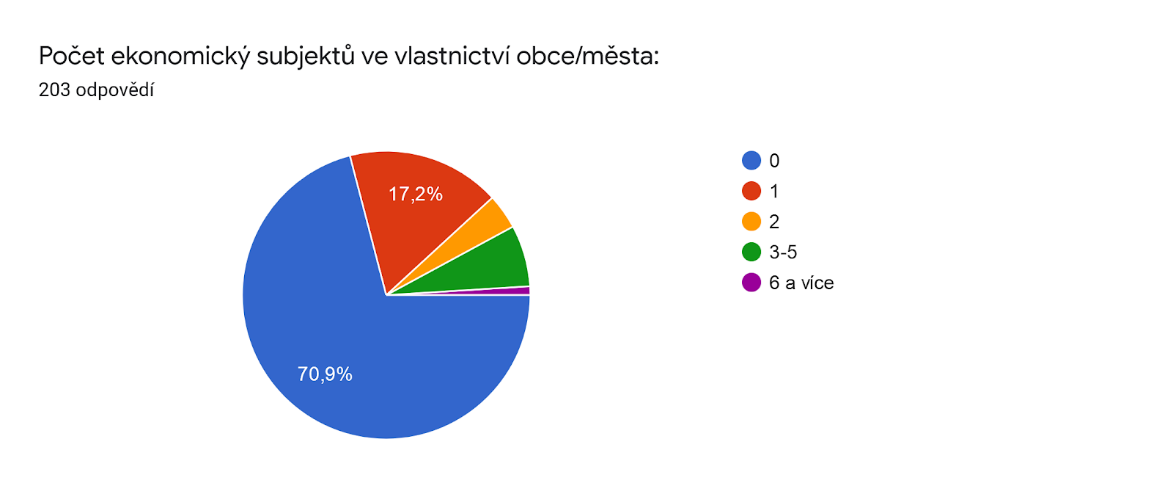 Počet ekonomický subjektů ve vlastnictví obce/města:
203 odpovědí
17,2%
70,9%
0
1
2
3-5
6 a více